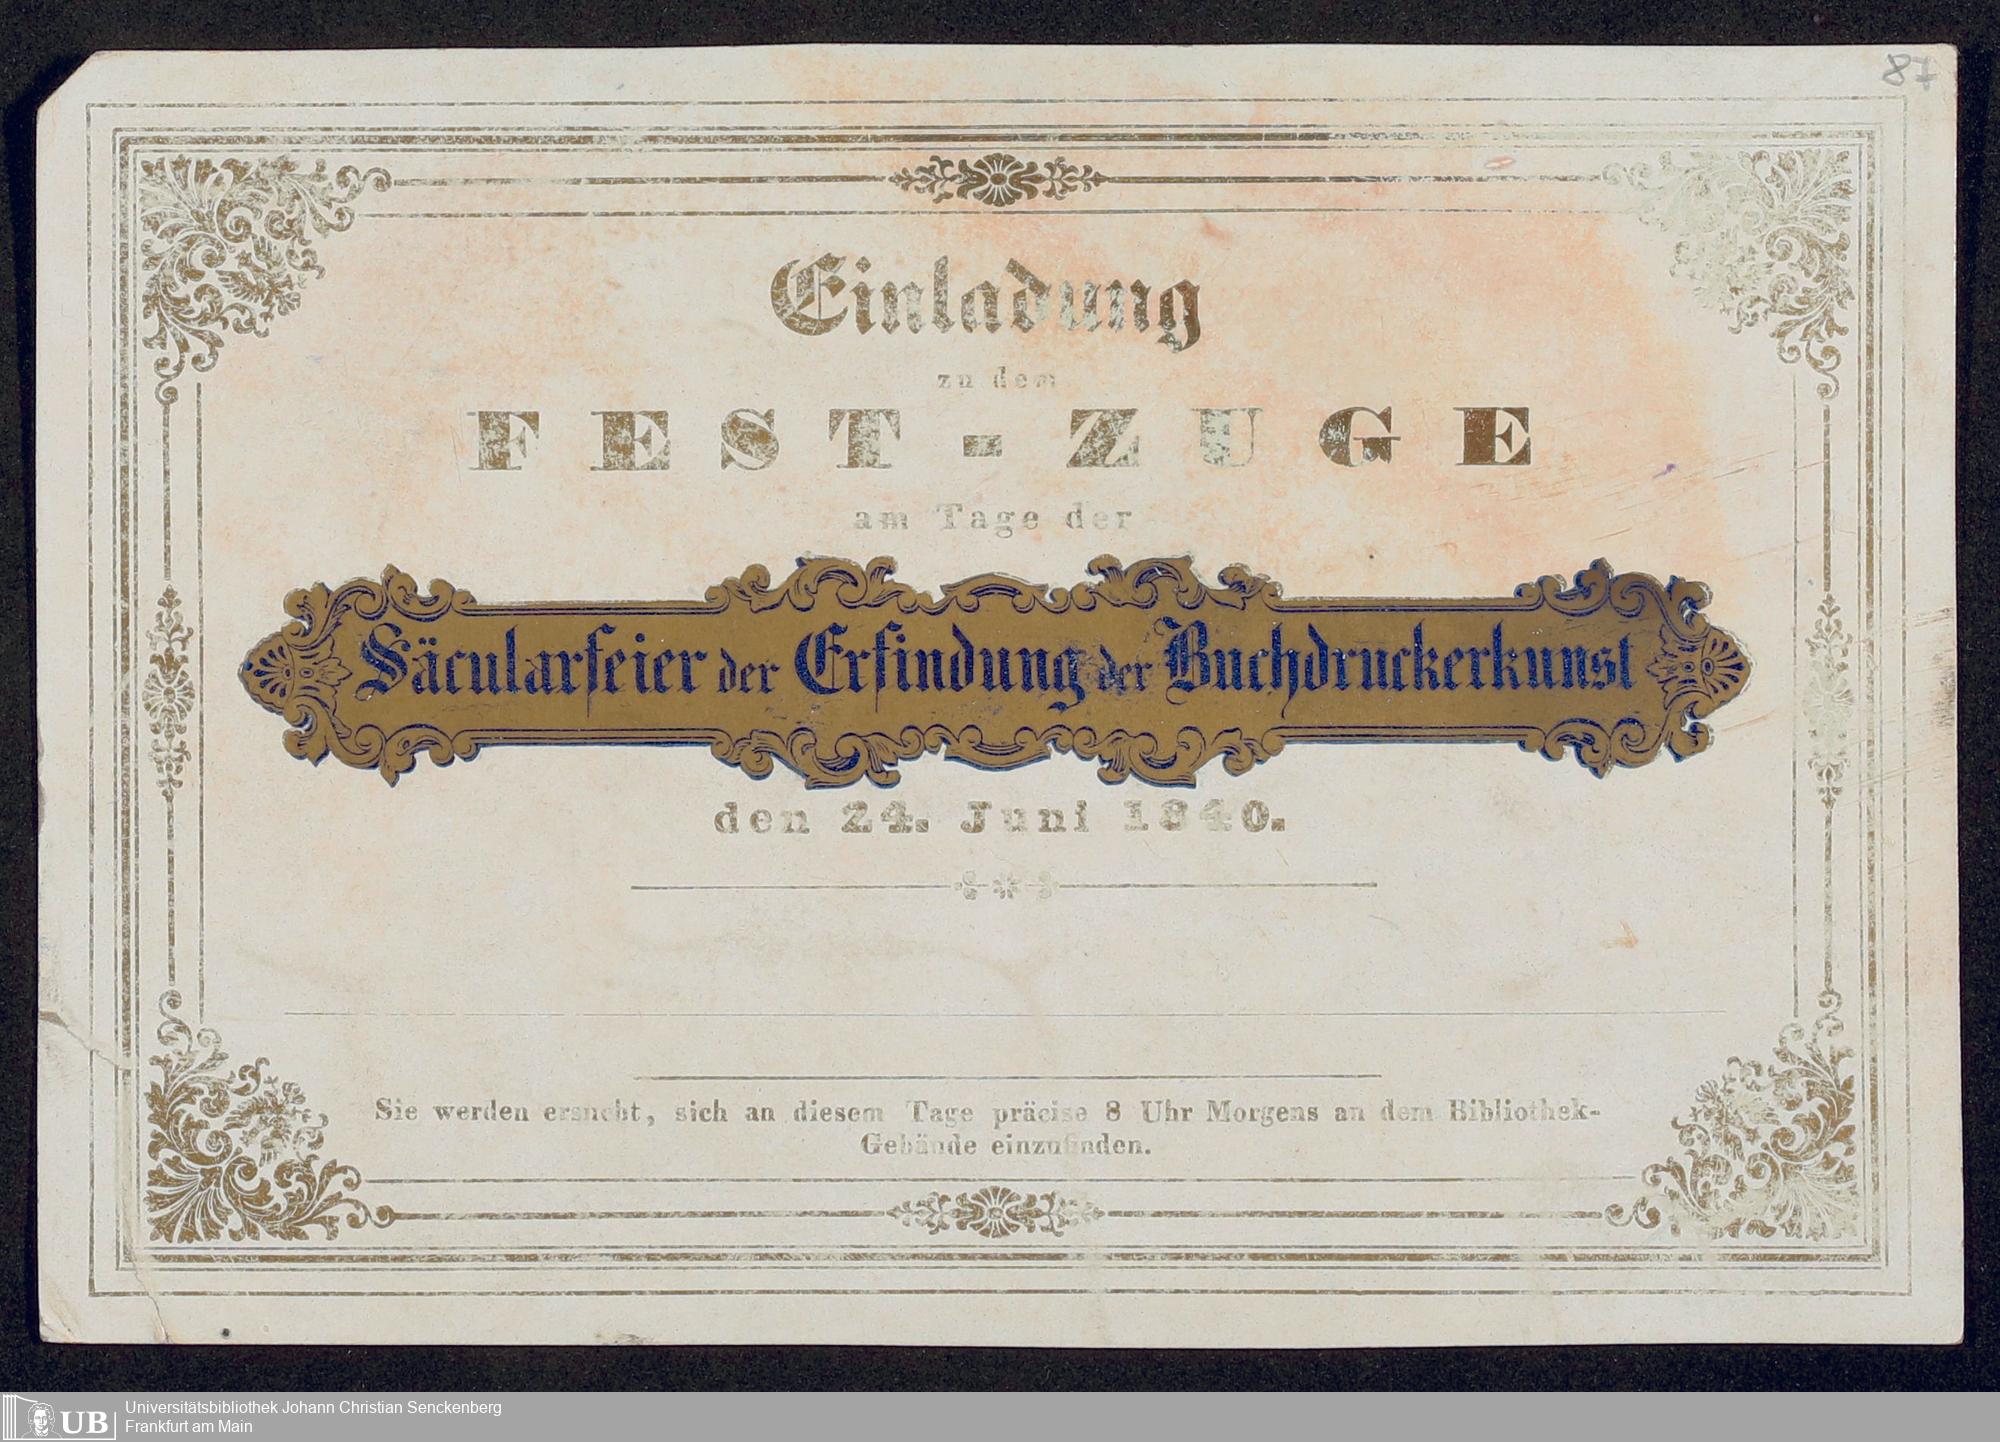 87
Einladung
zu dem
FEST-ZUGE
am Tage der
Säcularfeier der Erfindung der Buchdruckerkunst
den 24. Juni 1840.
Sie werden ersucht, sich an diesem Tage präcise 8 Uhr Morgens an dem Bibliothek-
Gebäude einzufinden.
UB
Universitätsbibliothek Johann Christian Senckenberg
Frankfurt am Main